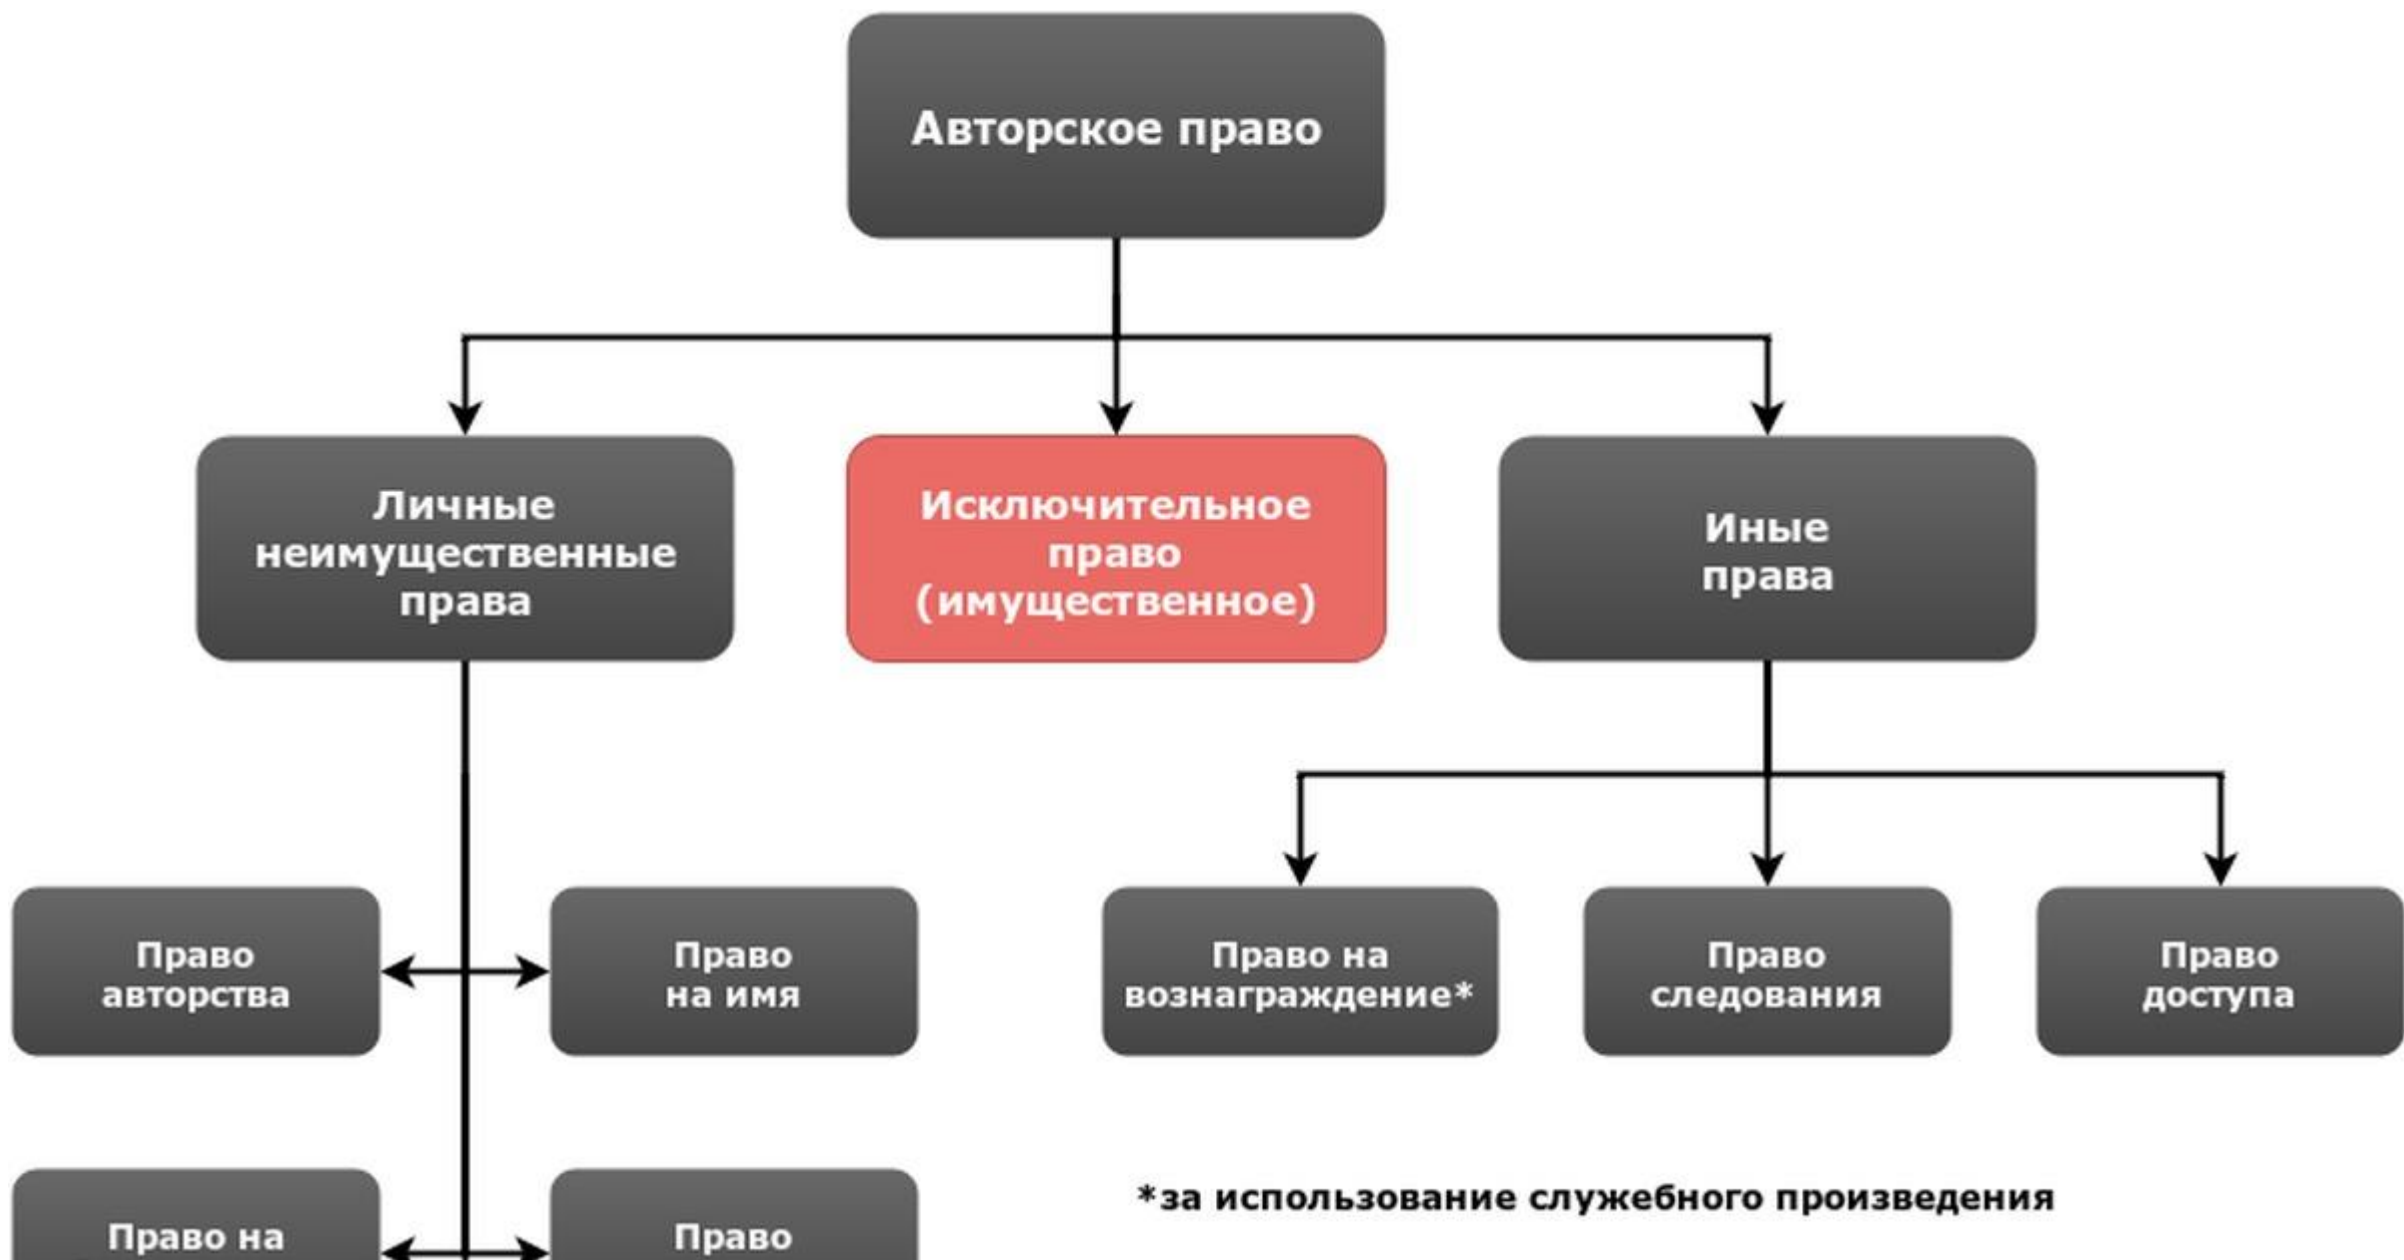 Авторское право
Личные
неимущественные
права
Исключительное
право
(имущественное)
Иные
права
Право
авторства
Право
на имя
Право на
вознаграждение*
Право
следования
Право
доступа
Право на
Право
*за использование служебного произведения